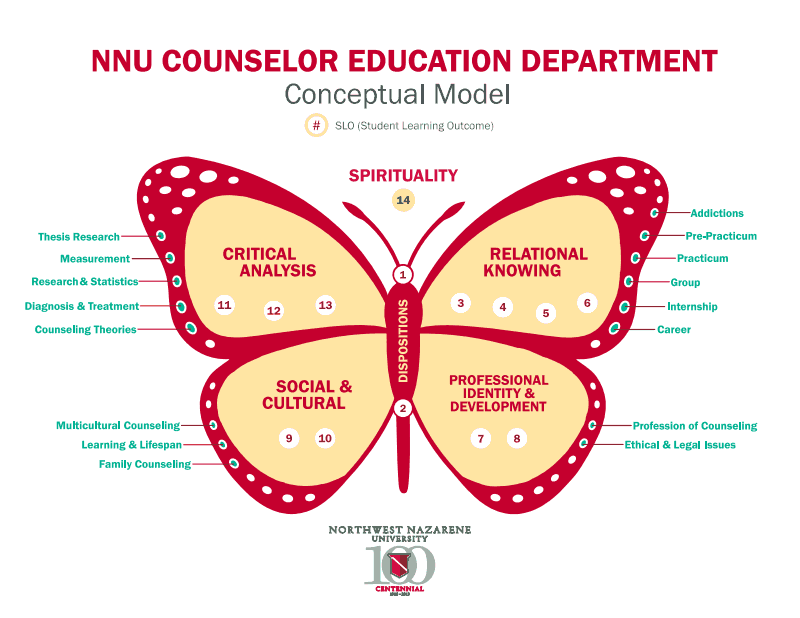 NNU COUNSELOR EDUCATION DEPARTMENT
Conceptual Model
# SLO (Student Learning Outcome)
SPIRITUALITY
14
CRITICAL
ANALYSIS
11
12
13
RELATIONAL
KNOWING
3
4
5
6
1
DISPOSITIONS
2
SOCIAL &
CULTURAL
9
10
PROFESSIONAL
IDENTITY &
DEVELOPMENT
7
8
Thesis Research
Measurement
Research & Statistics
Diagnosis & Treatment
Counseling Theories
Multicultural Counseling
Learning & Lifespan
Family Counseling
Addictions
Pre-Practicum
Practicum
Group
Internship
Career
Profession of Counseling
Ethical & Legal Issues
NORTHWEST NAZARENE
UNIVERSITY
100
CENTENNIAL